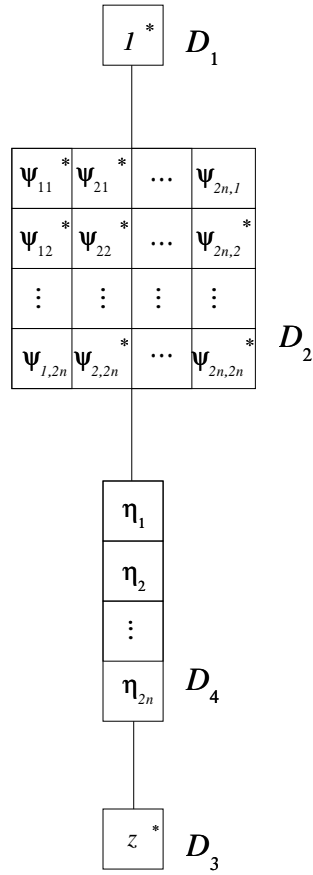 1* D₁
ψ₁₁* ψ₂₁* ⋯ ψ₂ₙ,₁
ψ₁₂* ψ₂₂* ⋯ ψ₂ₙ,₂*
⋮ ⋮ ⋮ ⋮
ψ₁,₂ₙ ψ₂,₂ₙ* ⋯ ψ₂ₙ,₂ₙ* D₂
η₁
η₂
⋮
η₂ₙ D₄
z* D₃